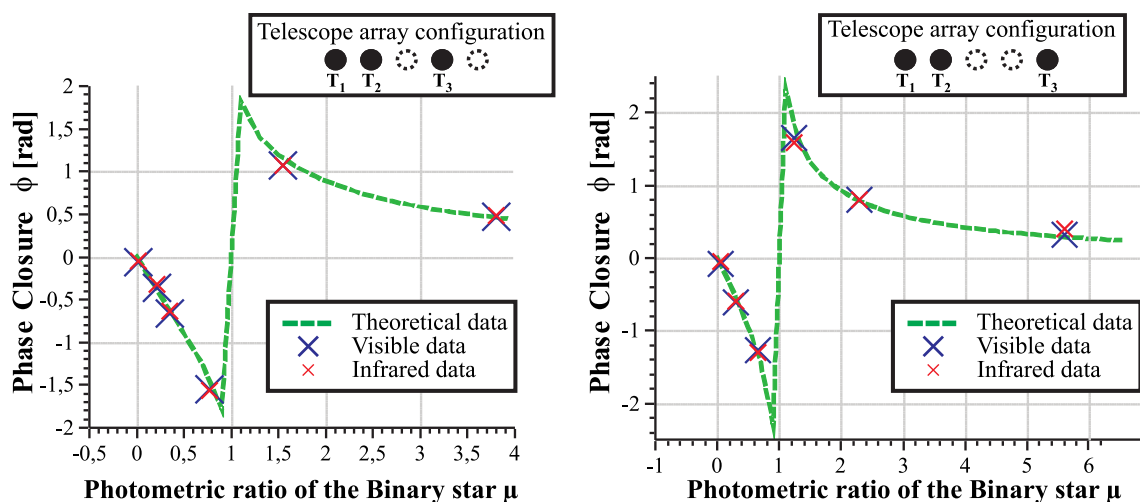 Telescope array configuration
T1 T2 T3
Phase Closure ϕ [rad]
2
1,5
1
0.5
0
-0,5
-1
-1,5
-2
-0,5 0 0,5 1 1,5 2 2,5 3 3,5 4
Theoretical data
Visible data
Infrared data
Photometric ratio of the Binary star μ
Telescope array configuration
T1 T2 T3
Phase Closure ϕ [rad]
2
1
0
-1
-2
-1 0 1 2 3 4 5 6
Theoretical data
Visible data
Infrared data
Photometric ratio of the Binary star μ